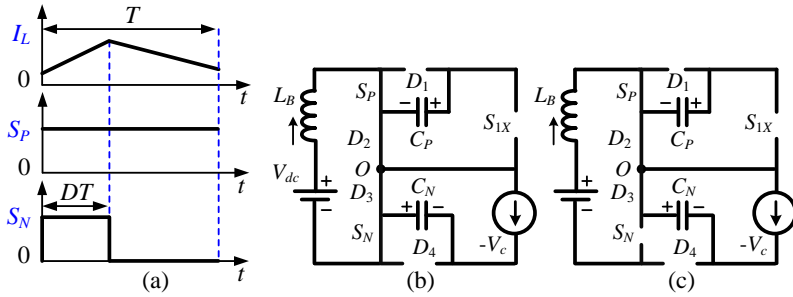 T
I_L
0
t
S_P
0
t
DT
S_N
0
t
(a)
D_1
S_P
- +
L_B
C_P
S_1X
D_2
V_dc
+
-
O
D_3
C_N
+ -
S_N
D_4
-V_c
(b)
D_1
S_P
- +
L_B
C_P
S_1X
D_2
+
-
O
D_3
C_N
+ -
S_N
D_4
-V_c
(c)